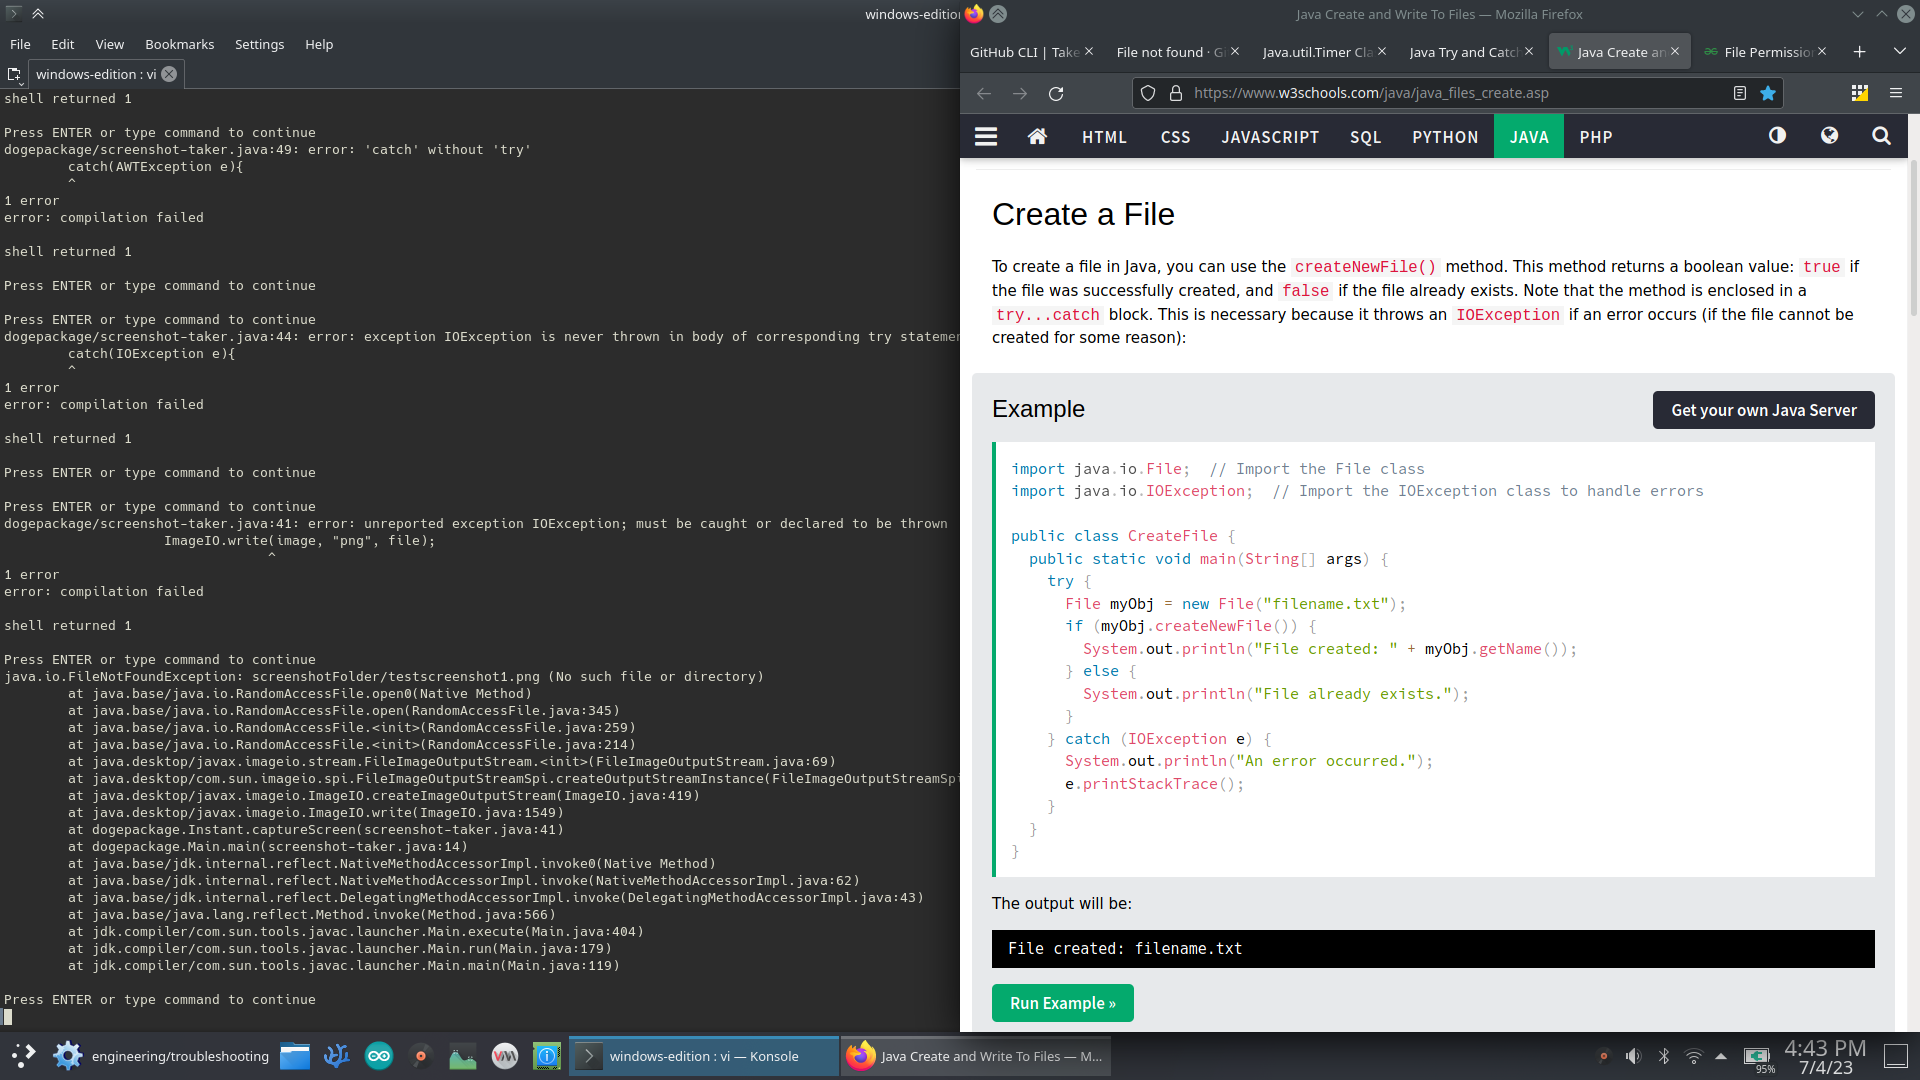 windows-edition
File Edit View Bookmarks Settings Help
windows-edition : vi
shell returned 1
Press ENTER or type command to continue
dogepackage/screenshot-taker.java:49: error: 'catch' without 'try'
        catch(AWTException e){
        ^
1 error
error: compilation failed
shell returned 1
Press ENTER or type command to continue
Press ENTER or type command to continue
dogepackage/screenshot-taker.java:44: error: exception IOException is never thrown in body of corresponding try stateme
        catch(IOException e){
        ^
1 error
error: compilation failed
shell returned 1
Press ENTER or type command to continue
Press ENTER or type command to continue
dogepackage/screenshot-taker.java:41: error: unreported exception IOException; must be caught or declared to be thrown
                    ImageIO.write(image, "png", file);
                                 ^
1 error
error: compilation failed
shell returned 1
Press ENTER or type command to continue
java.io.FileNotFoundException: screenshotFolder/testscreenshot1.png (No such file or directory)
        at java.base/java.io.RandomAccessFile.open0(Native Method)
        at java.base/java.io.RandomAccessFile.open(RandomAccessFile.java:345)
        at java.base/java.io.RandomAccessFile.<init>(RandomAccessFile.java:259)
        at java.base/java.io.RandomAccessFile.<init>(RandomAccessFile.java:214)
        at java.desktop/javax.imageio.stream.FileImageOutputStream.<init>(FileImageOutputStream.java:69)
        at java.desktop/com.sun.imageio.spi.FileImageOutputStreamSpi.createOutputStreamInstance(FileImageOutputStreamSpi
        at java.desktop/javax.imageio.ImageIO.createImageOutputStream(ImageIO.java:419)
        at java.desktop/javax.imageio.ImageIO.write(ImageIO.java:1549)
        at dogepackage.Instant.captureScreen(screenshot-taker.java:41)
        at dogepackage.Main.main(screenshot-taker.java:14)
        at java.base/jdk.internal.reflect.NativeMethodAccessorImpl.invoke0(Native Method)
        at java.base/jdk.internal.reflect.NativeMethodAccessorImpl.invoke(NativeMethodAccessorImpl.java:62)
        at java.base/jdk.internal.reflect.DelegatingMethodAccessorImpl.invoke(DelegatingMethodAccessorImpl.java:43)
        at java.base/java.lang.reflect.Method.invoke(Method.java:566)
        at jdk.compiler/com.sun.tools.javac.launcher.Main.execute(Main.java:404)
        at jdk.compiler/com.sun.tools.javac.launcher.Main.run(Main.java:179)
        at jdk.compiler/com.sun.tools.javac.launcher.Main.main(Main.java:119)
Press ENTER or type command to continue
Java Create and Write To Files — Mozilla Firefox
GitHub CLI | Take File not found · Gi Java.util.Timer Cla Java Try and Catch Java Create an File Permission
https://www.w3schools.com/java/java_files_create.asp
HTML CSS JAVASCRIPT SQL PYTHON JAVA PHP
Create a File
To create a file in Java, you can use the createNewFile() method. This method returns a boolean value: true if
the file was successfully created, and false if the file already exists. Note that the method is enclosed in a
try...catch block. This is necessary because it throws an IOException if an error occurs (if the file cannot be
created for some reason):
Example
Get your own Java Server
import java.io.File;  // Import the File class
import java.io.IOException;  // Import the IOException class to handle errors
public class CreateFile {
  public static void main(String[] args) {
    try {
      File myObj = new File("filename.txt");
      if (myObj.createNewFile()) {
        System.out.println("File created: " + myObj.getName());
      } else {
        System.out.println("File already exists.");
      }
    } catch (IOException e) {
      System.out.println("An error occurred.");
      e.printStackTrace();
    }
  }
}
The output will be:
File created: filename.txt
Run Example »
engineering/troubleshooting
windows-edition : vi — Konsole
Java Create and Write To Files — M...
95%
4:43 PM
7/4/23